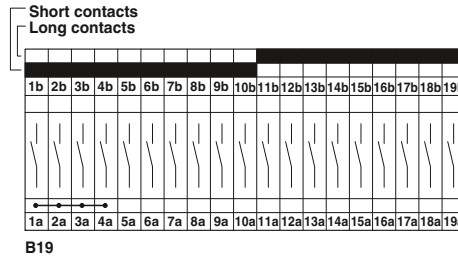 Short contacts
Long contacts
1b 2b 3b 4b 5b 6b 7b 8b 9b 10b 11b 12b 13b 14b 15b 16b 17b 18b 19b
1a 2a 3a 4a 5a 6a 7a 8a 9a 10a 11a 12a 13a 14a 15a 16a 17a 18a 19a
B19